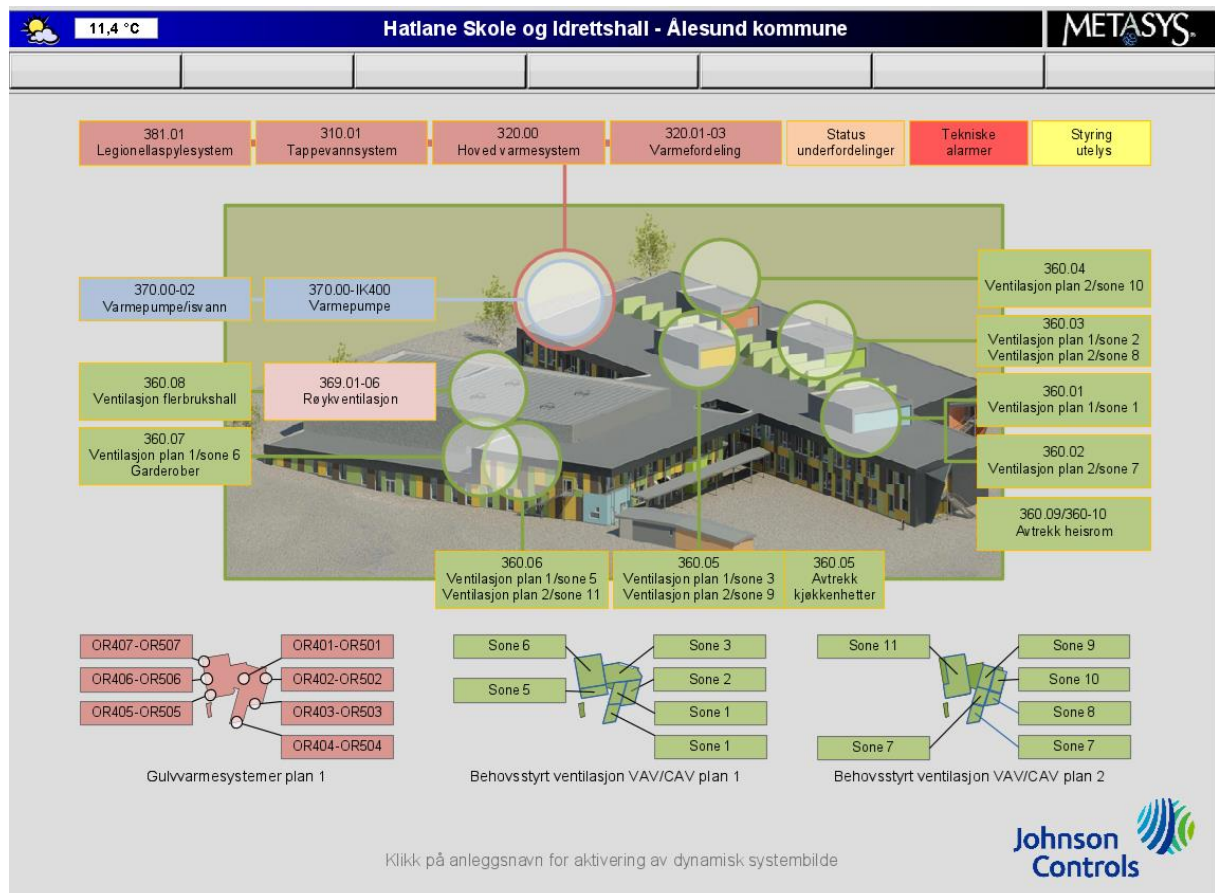 11,4 °C
Hatlane Skole og Idrettshall - Ålesund kommune
METASYS
381.01
Legionellaspylesystem
310.01
Tappevannsystem
320.00
Hoved varmesystem
320.01-03
Varmefordeling
Status
underfordelinger
Tekniske
alarmer
Styring
utelys
370.00-02
Varmepumpe/isvann
370.00-IK400
Varmepumpe
360.04
Ventilasjon plan 2/sone 10
360.03
Ventilasjon plan 1/sone 2
Ventilasjon plan 2/sone 8
360.08
Ventilasjon flerbrukshall
369.01-06
Røykventilasjon
360.01
Ventilasjon plan 1/sone 1
360.07
Ventilasjon plan 1/sone 6
Garderober
360.02
Ventilasjon plan 2/sone 7
360.09/360-10
Avtrekk heisrom
360.06
Ventilasjon plan 1/sone 5
Ventilasjon plan 2/sone 11
360.05
Ventilasjon plan 1/sone 3
Ventilasjon plan 2/sone 9
360.05
Avtrekk
kjøkkenhetter
OR407-OR507
OR406-OR506
OR405-OR505
OR401-OR501
OR402-OR502
OR403-OR503
OR404-OR504
Gulvvarmesystemer plan 1
Sone 6
Sone 5
Sone 3
Sone 2
Sone 1
Sone 1
Behovsstyrt ventilasjon VAV/CAV plan 1
Sone 11
Sone 7
Sone 9
Sone 10
Sone 8
Sone 7
Behovsstyrt ventilasjon VAV/CAV plan 2
Klikk på anleggsnavn for aktivering av dynamisk systembilde
Johnson
Controls